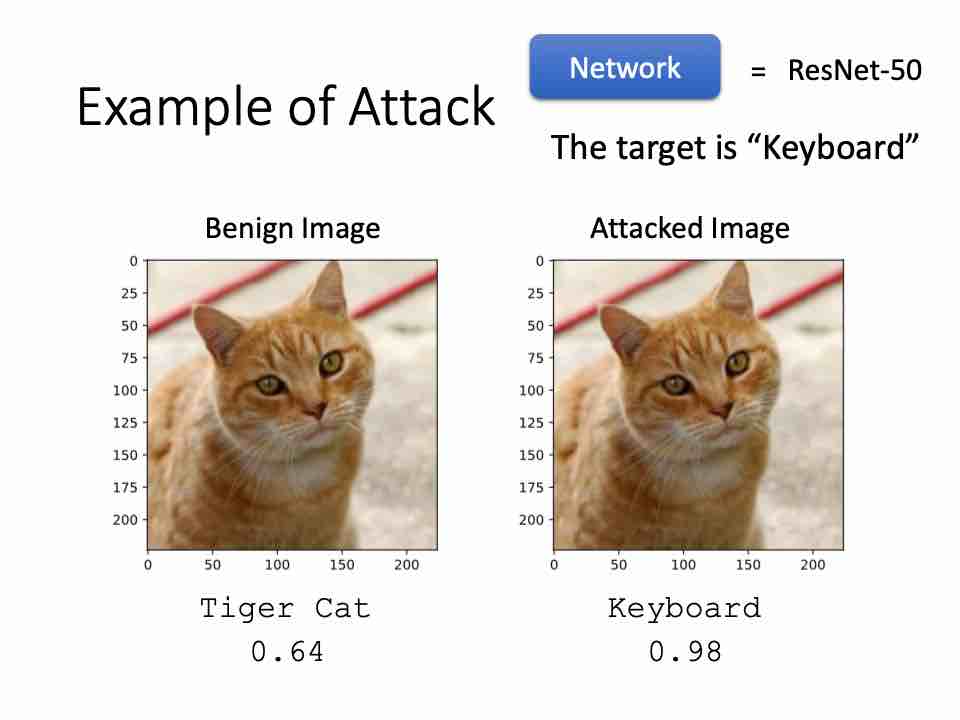 Example of Attack
Network = ResNet-50
The target is “Keyboard”
Benign Image
0
25
50
75
100
125
150
175
200
0 50 100 150 200
Tiger Cat
0.64
Attacked Image
0
25
50
75
100
125
150
175
200
0 50 100 150 200
Keyboard
0.98